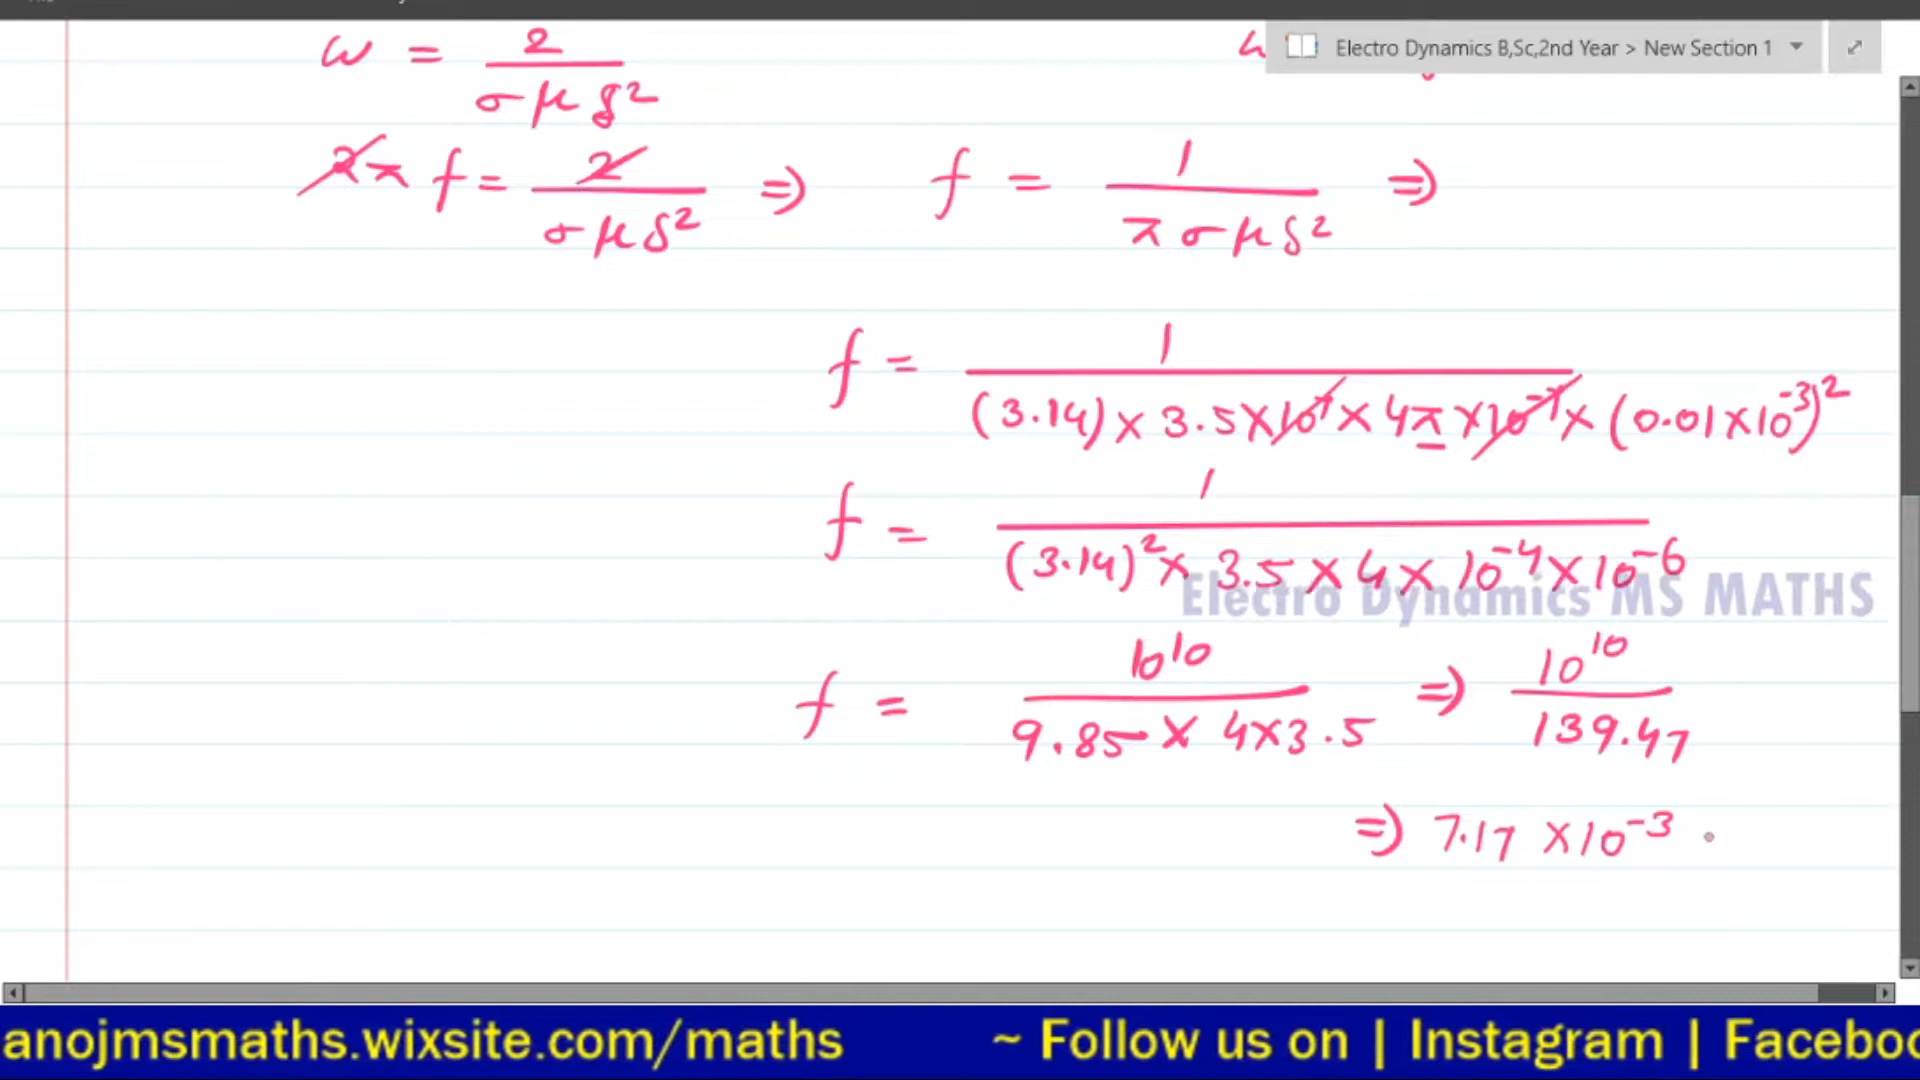 Electro Dynamics B,Sc,2nd Year > New Section 1
ω = 2 / σμδ²
2π f = 2 / σμδ² ⇒ f = 1 / πσμδ² ⇒
f = 1 / (3.14) × 3.5 × 10⁷ × 4π × 10⁻⁷ × (0.01×10⁻³)²
f = 1 / (3.14)² × 3.5 × 4 × 10⁻⁴ × 10⁻⁶
Electro Dynamics MS MATHS
f = 10¹⁰ / 9.85 × 4×3.5 ⇒ 10¹⁰ / 139.47
⇒ 7.17 × 10⁻³
anojmsmaths.wixsite.com/maths ~ Follow us on | Instagram | Faceboo